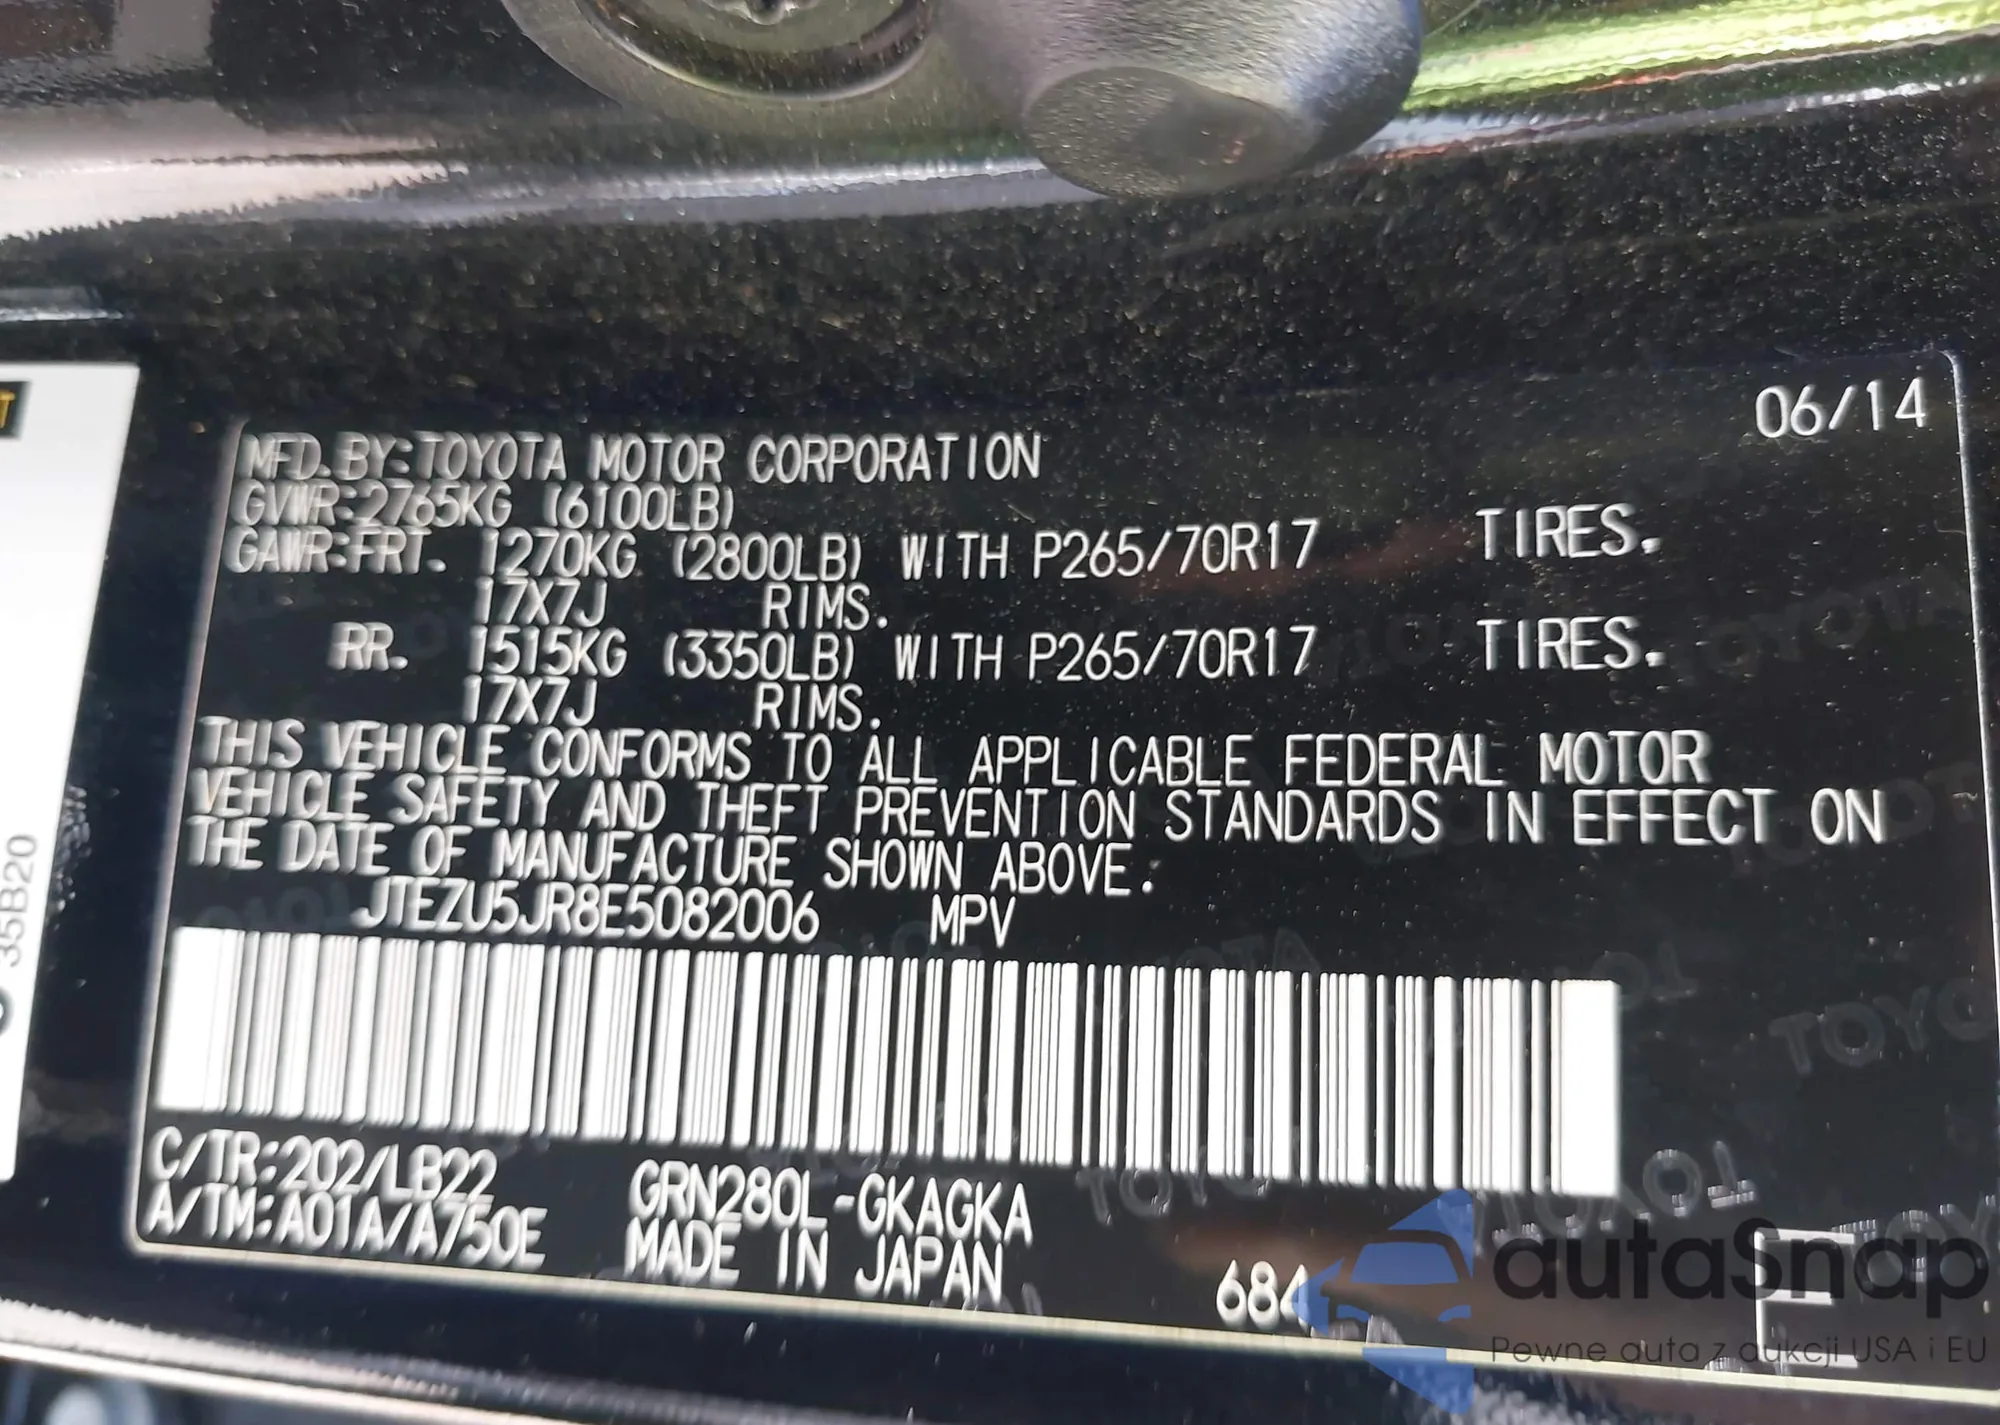 06/14
MFD.BY:TOYOTA MOTOR CORPORATION
GVWR:2765KG (6100LB)
GAWR:FRT. 1270KG (2800LB) WITH P265/70R17 TIRES.
17X7J RIMS.
RR. 1515KG (3350LB) WITH P265/70R17 TIRES.
17X7J RIMS.
THIS VEHICLE CONFORMS TO ALL APPLICABLE FEDERAL MOTOR
VEHICLE SAFETY AND THEFT PREVENTION STANDARDS IN EFFECT ON
THE DATE OF MANUFACTURE SHOWN ABOVE.
JTEZU5JR8E5082006 MPV
C/TR:202/LB22 GRN280L-GKAGKA
A/TM:A01A/A750E MADE IN JAPAN
684
E
35B20
autaSnap
Pewne auta z aukcji USA i EU